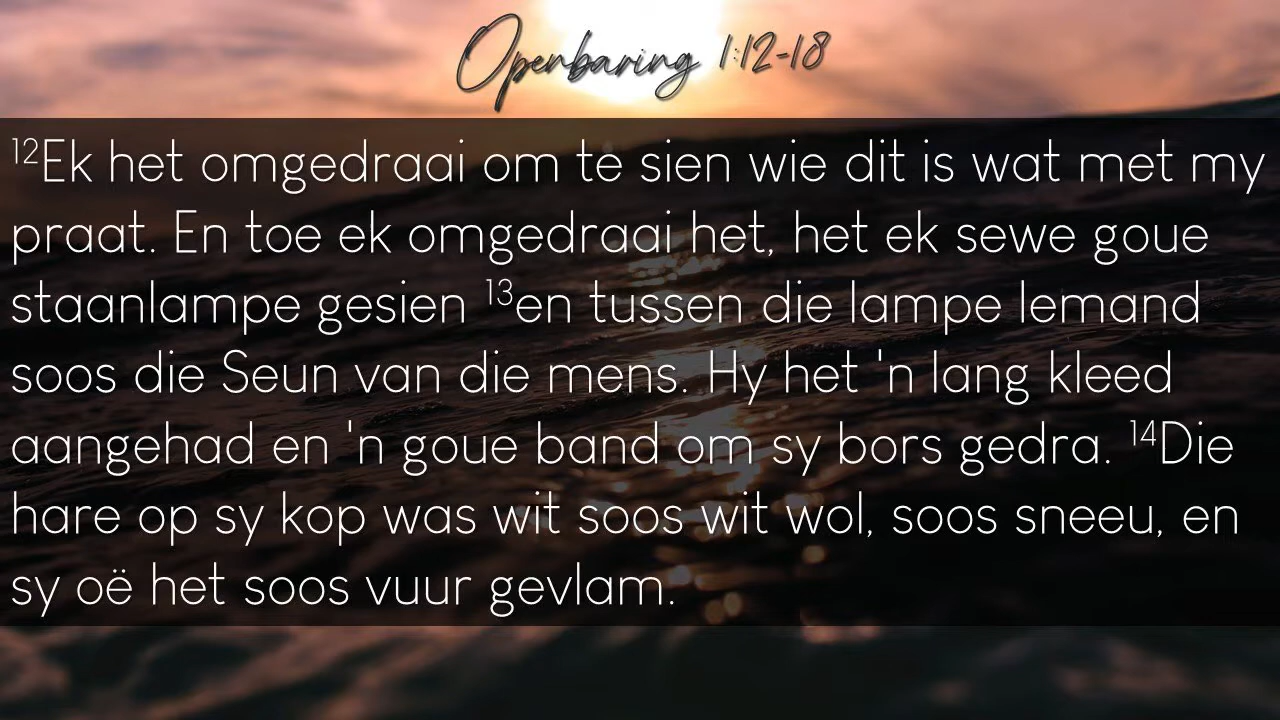 Openbaring 1:12-18
¹²Ek het omgedraai om te sien wie dit is wat met my
praat. En toe ek omgedraai het, het ek sewe goue
staanlampe gesien ¹³en tussen die lampe Iemand
soos die Seun van die mens. Hy het 'n lang kleed
aangehad en 'n goue band om sy bors gedra. ¹⁴Die
hare op sy kop was wit soos wit wol, soos sneeu, en
sy oë het soos vuur gevlam.